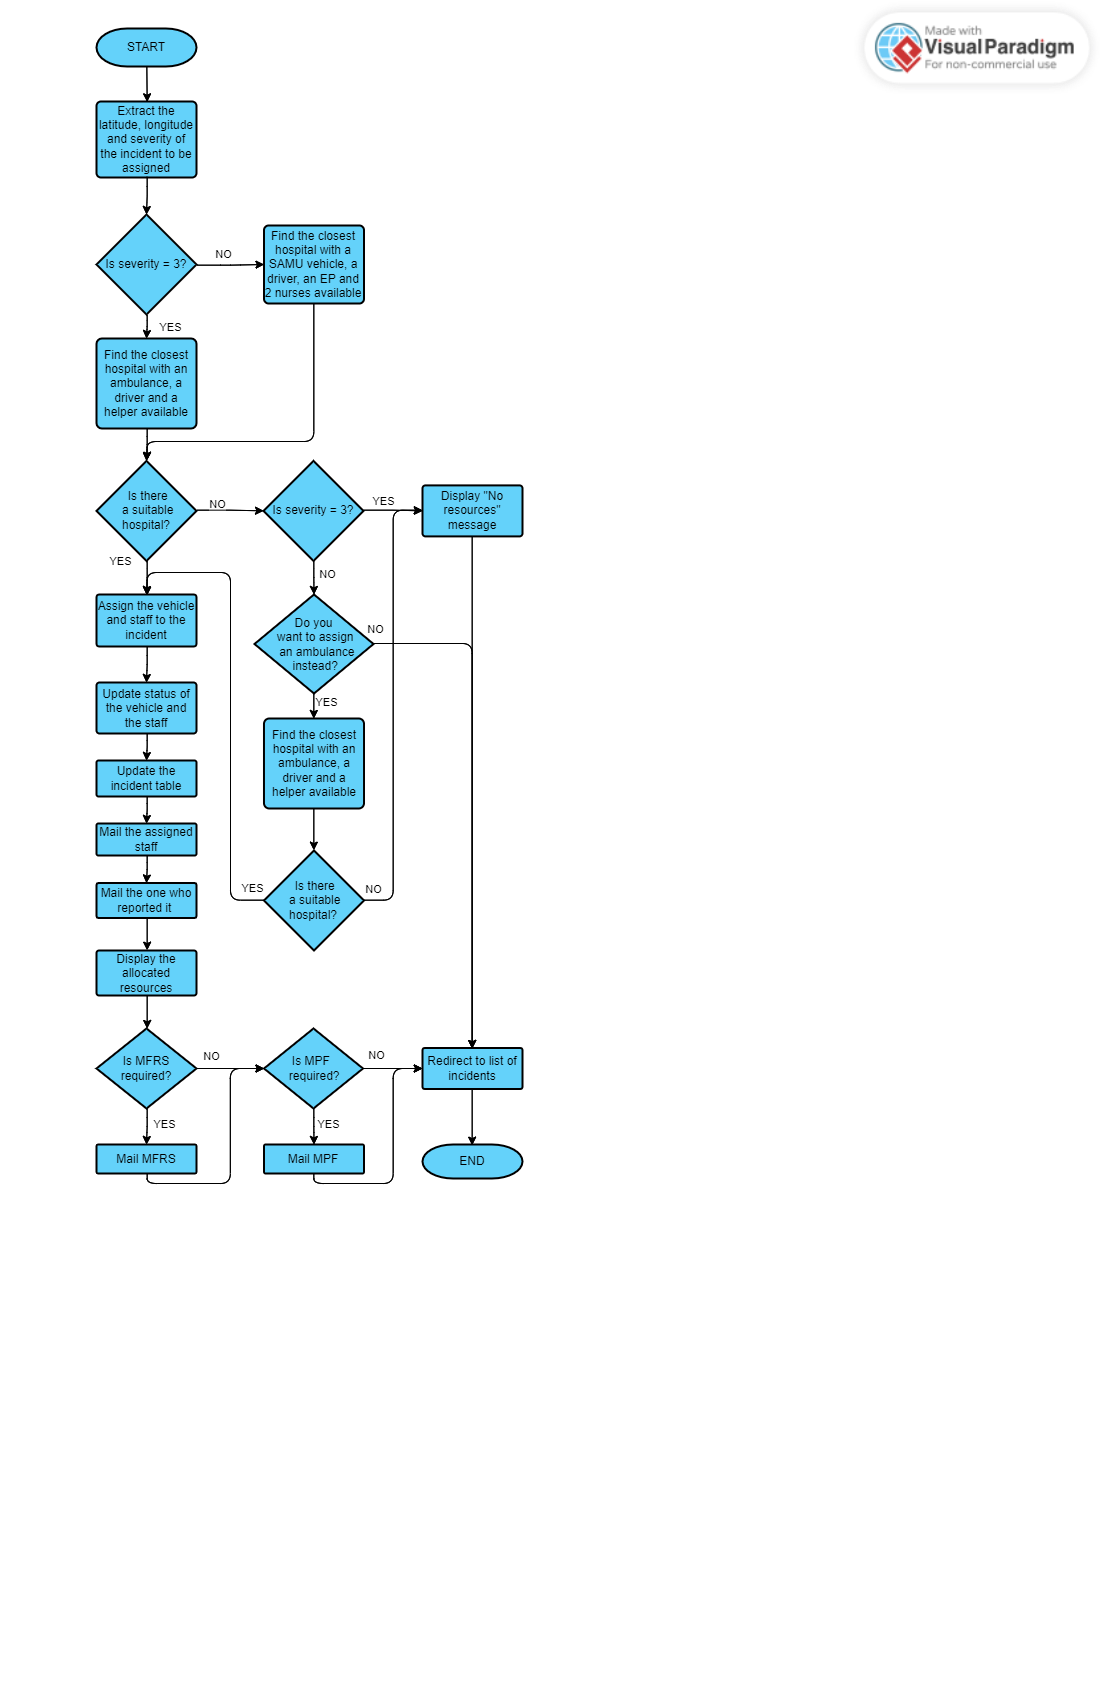 START
Made with
Visual Paradigm
For non-commercial use
Extract the
latitude, longitude
and severity of
the incident to be
assigned
Is severity = 3?
NO
Find the closest
hospital with a
SAMU vehicle, a
driver, an EP and
2 nurses available
YES
Find the closest
hospital with an
ambulance, a
driver and a
helper available
Is there
a suitable
hospital?
NO
Is severity = 3?
YES
Display "No
resources"
message
YES
NO
Assign the vehicle
and staff to the
incident
Do you
want to assign
an ambulance
instead?
NO
YES
Update status of
the vehicle and
the staff
Find the closest
hospital with an
ambulance, a
driver and a
helper available
Update the
incident table
Mail the assigned
staff
Mail the one who
reported it
YES
Is there
a suitable
hospital?
NO
Display the
allocated
resources
Is MFRS
required?
NO
Is MPF
required?
NO
Redirect to list of
incidents
YES
YES
Mail MFRS
Mail MPF
END